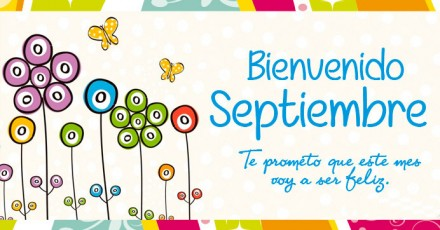 Bienvenido
Septiembre
Te prometo que este mes
voy a ser feliz.